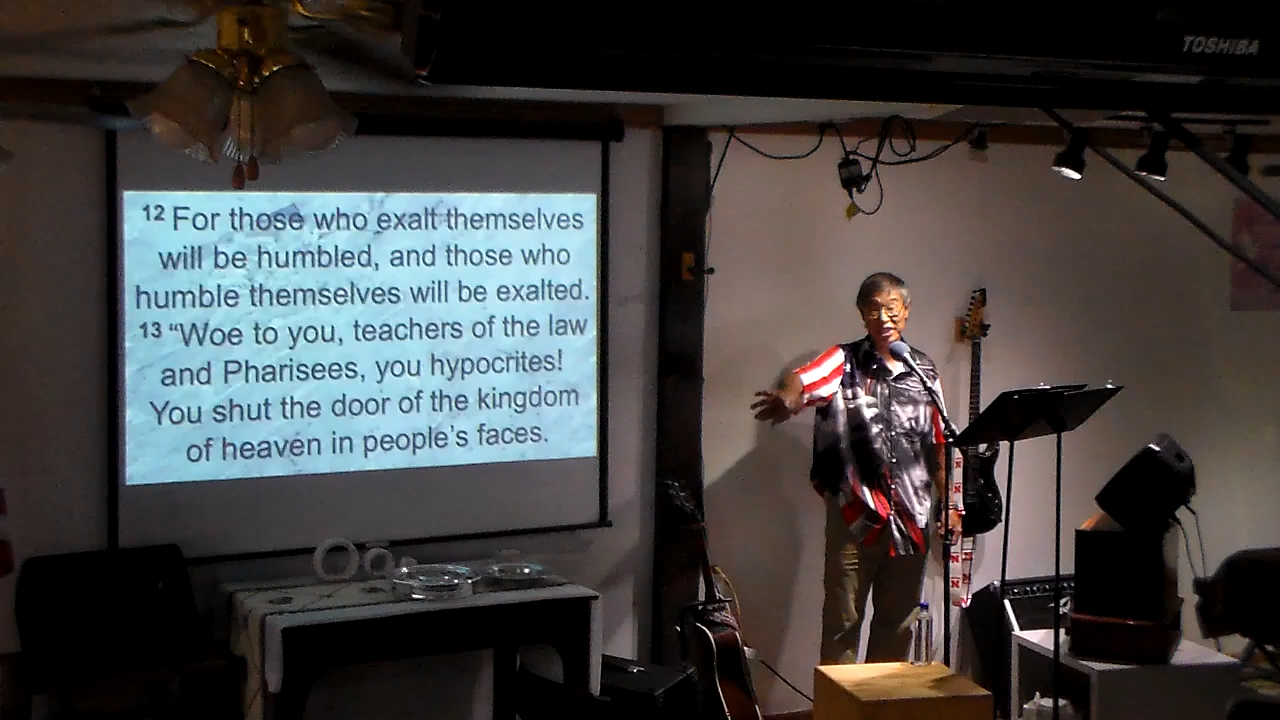 TOSHIBA
12 For those who exalt themselves
will be humbled, and those who
humble themselves will be exalted.
13 “Woe to you, teachers of the law
and Pharisees, you hypocrites!
You shut the door of the kingdom
of heaven in people’s faces.
N
N
N
N